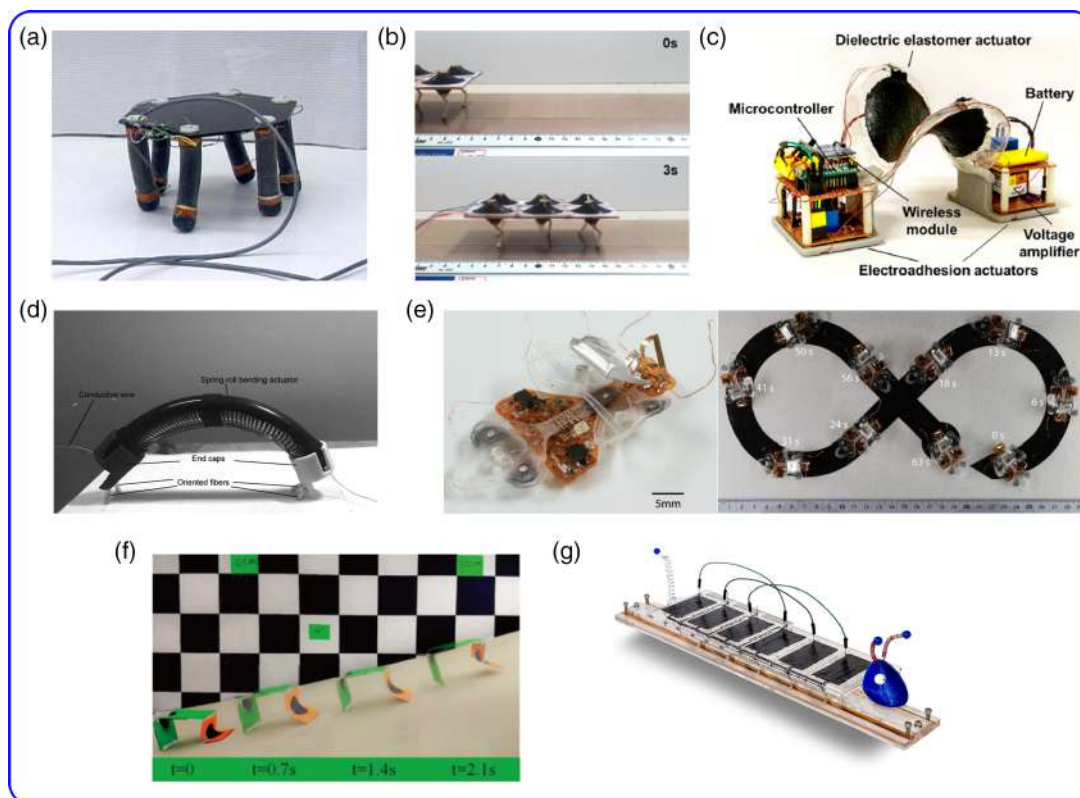 (a)
(b)
0s
3s
(c)
Dielectric elastomer actuator
Microcontroller
Battery
Wireless
module
Voltage
amplifier
Electroadhesion actuators
(d)
Spring roll bending actuator
Conductive wire
End caps
Oriented fibers
(e)
5mm
50 s
13 s
56 s
18 s
41 s
6 s
24 s
31 s
0 s
63 s
(f)
t=0
t=0.7s
t=1.4s
t=2.1s
(g)